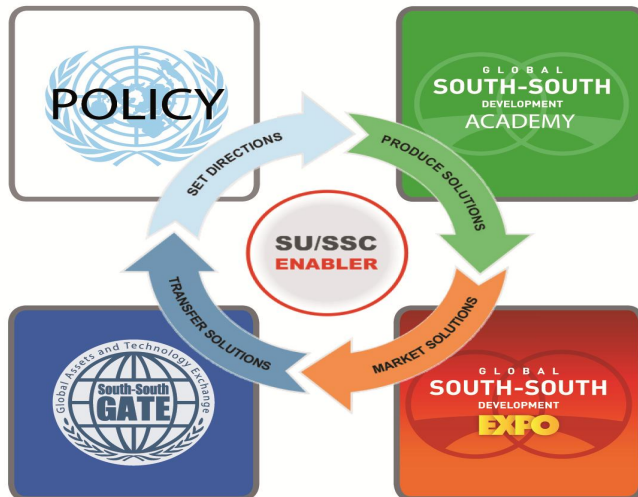 POLICY
GLOBAL
SOUTH-SOUTH
DEVELOPMENT
ACADEMY
SET DIRECTIONS
PRODUCE SOLUTIONS
SU/SSC
ENABLER
TRANSFER SOLUTIONS
MARKET SOLUTIONS
Global Assets and Technology Exchange
South-South
GATE
GLOBAL
SOUTH-SOUTH
DEVELOPMENT
EXPO